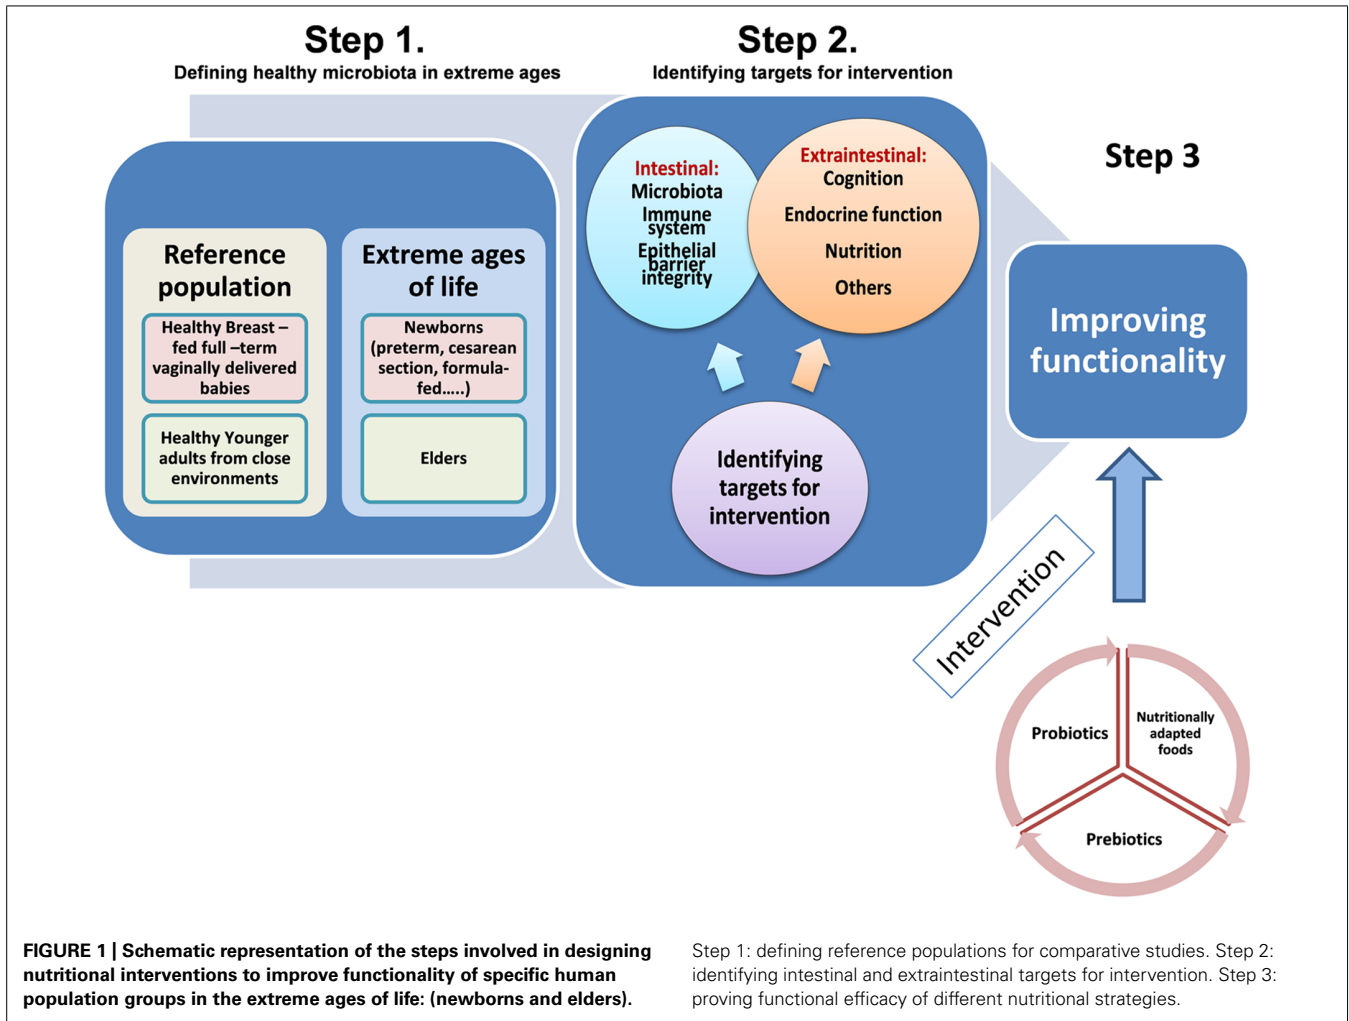 Step 1.
Defining healthy microbiota in extreme ages
Reference
population
Healthy Breast –
fed full –term
vaginally delivered
babies
Healthy Younger
adults from close
environments
Extreme ages
of life
Newborns
(preterm, cesarean
section, formula-
fed…..)
Elders
Step 2.
Identifying targets for intervention
Intestinal:
Microbiota
Immune
system
Epithelial
barrier
integrity
Extraintestinal:
Cognition
Endocrine function
Nutrition
Others
Identifying
targets for
intervention
Step 3
Improving
functionality
Intervention
Probiotics
Nutritionally
adapted
foods
Prebiotics
FIGURE 1 | Schematic representation of the steps involved in designing
nutritional interventions to improve functionality of specific human
population groups in the extreme ages of life: (newborns and elders).
Step 1: defining reference populations for comparative studies. Step 2:
identifying intestinal and extraintestinal targets for intervention. Step 3:
proving functional efficacy of different nutritional strategies.